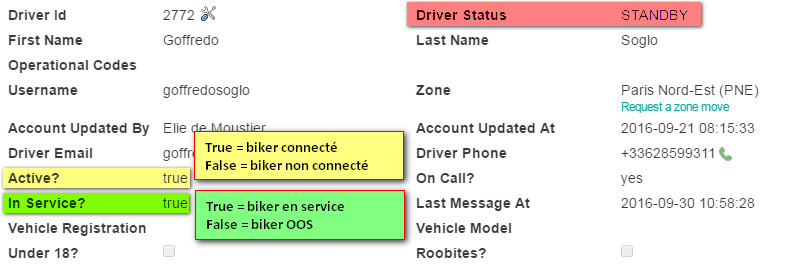 Driver Id 2772 Driver Status STANDBY
First Name Goffredo Last Name Soglo
Operational Codes
Username goffredosoglo Zone Paris Nord-Est (PNE)
Request a zone move
Account Updated By Elie de Moustier Account Updated At 2016-09-21 08:15:33
Driver Email goffr Driver Phone +33628599311
True = biker connecté
False = biker non connecté
Active? true On Call? yes
In Service? true Last Message At 2016-09-30 10:58:28
True = biker en service
False = biker OOS
Vehicle Registration Vehicle Model
Under 18? Roobites?